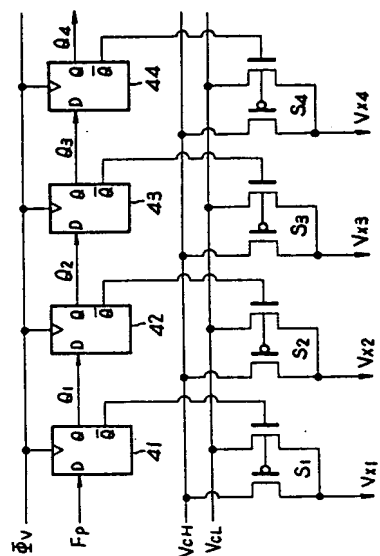 Φv
Fp
D Q Q̅
41
Q1
D Q Q̅
42
Q2
D Q Q̅
43
Q3
D Q Q̅
44
Q4
VCH
VCL
S1
S2
S3
S4
Vx1
Vx2
Vx3
Vx4